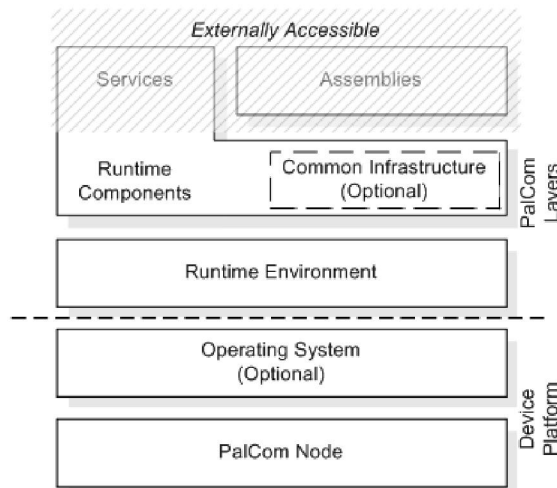 Externally Accessible
Services
Assemblies
Runtime
Components
Common Infrastructure
(Optional)
PalCom
Layers
Runtime Environment
Operating System
(Optional)
Device
Platform
PalCom Node